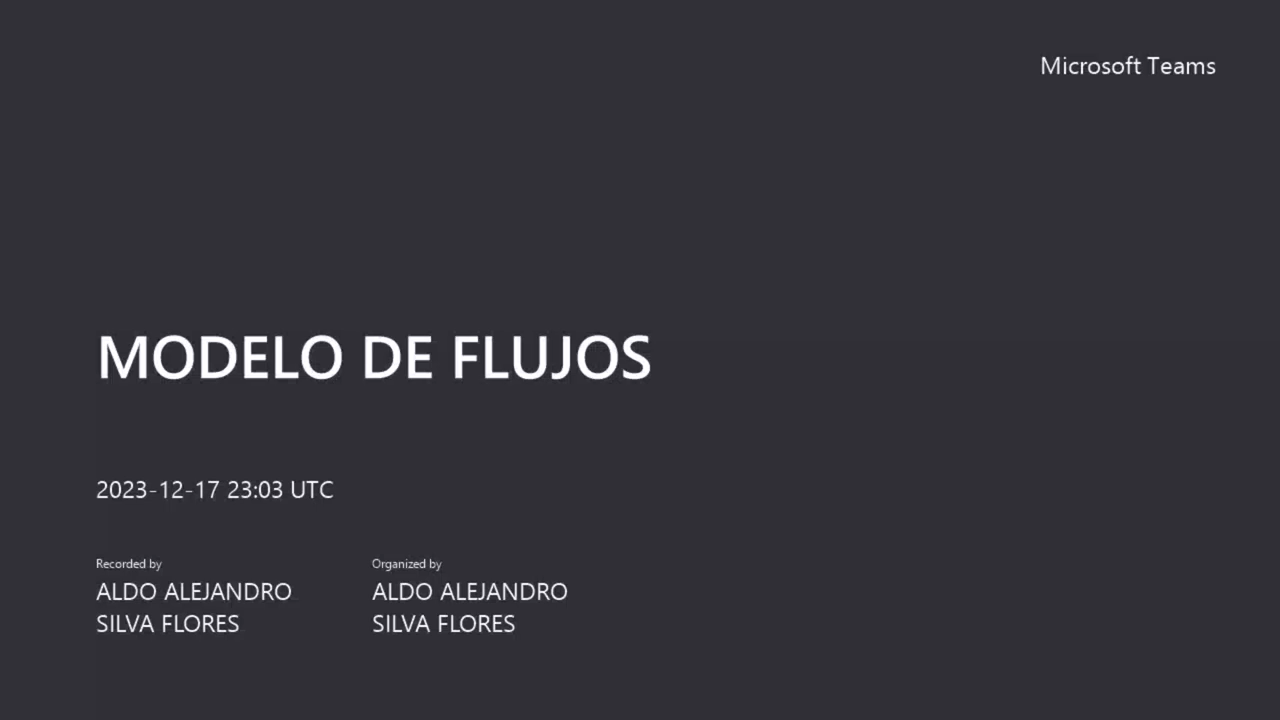 Microsoft Teams
MODELO DE FLUJOS
2023-12-17 23:03 UTC
Recorded by
ALDO ALEJANDRO
SILVA FLORES
Organized by
ALDO ALEJANDRO
SILVA FLORES